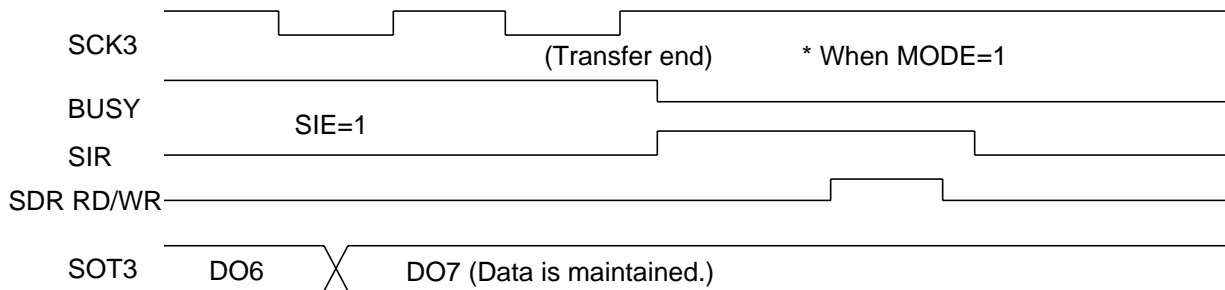 SCK3
(Transfer end) * When MODE=1
BUSY
SIE=1
SIR
SDR RD/WR
SOT3 DO6 DO7 (Data is maintained.)